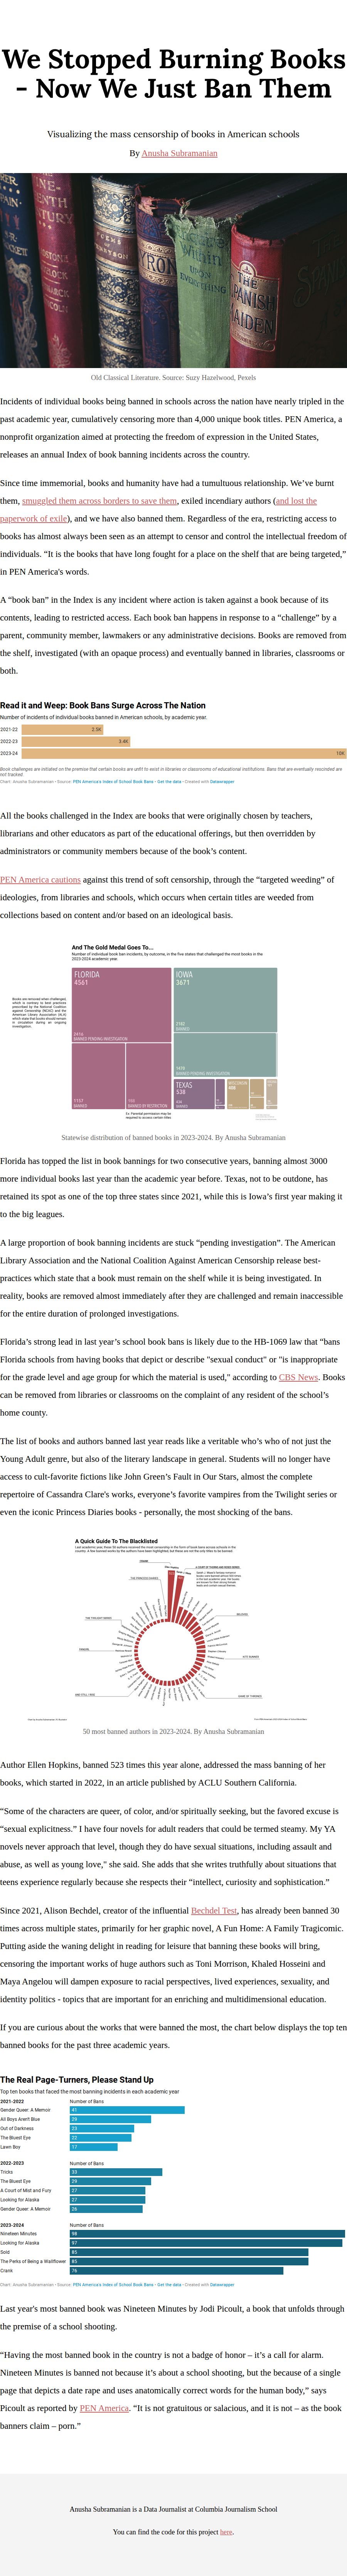 We Stopped Burning Books
- Now We Just Ban Them
Visualizing the mass censorship of books in American schools
By Anusha Subramanian
Old Classical Literature. Source: Suzy Hazelwood, Pexels
Incidents of individual books being banned in schools across the nation have nearly tripled in the
past academic year, cumulatively censoring more than 4,000 unique book titles. PEN America, a
nonprofit organization aimed at protecting the freedom of expression in the United States,
releases an annual Index of book banning incidents across the country.
Since time immemorial, books and humanity have had a tumultuous relationship. We’ve burnt
them, smuggled them across borders to save them, exiled incendiary authors (and lost the
paperwork of exile), and we have also banned them. Regardless of the era, restricting access to
books has almost always been seen as an attempt to censor and control the intellectual freedom of
individuals. “It is the books that have long fought for a place on the shelf that are being targeted,”
in PEN America's words.
A “book ban” in the Index is any incident where action is taken against a book because of its
contents, leading to restricted access. Each book ban happens in response to a “challenge” by a
parent, community member, lawmakers or any administrative decisions. Books are removed from
the shelf, investigated (with an opaque process) and eventually banned in libraries, classrooms or
both.
Read it and Weep: Book Bans Surge Across The Nation
Number of incidents of individual books banned in American schools, by academic year.
2021-22 2.5K
2022-23 3.4K
2023-24 10K
Book challenges are initiated on the premise that certain books are unfit to exist in libraries or classrooms of educational institutions. Bans that are eventually rescinded are
not tracked.
Chart: Anusha Subramanian • Source: PEN America's Index of School Book Bans • Get the data • Created with Datawrapper
All the books challenged in the Index are books that were originally chosen by teachers,
librarians and other educators as part of the educational offerings, but then overridden by
administrators or community members because of the book’s content.
PEN America cautions against this trend of soft censorship, through the “targeted weeding” of
ideologies, from libraries and schools, which occurs when certain titles are weeded from
collections based on content and/or based on an ideological basis.
And The Gold Medal Goes To...
Number of individual book ban incidents, by outcome, in the five states that challenged the most books in the
2023-2024 academic year.
Books are removed when challenged,
which is contrary to best practices
prescribed by the National Coalition
against Censorship (NCAC) and the
American Library Association (ALA)
which state that books should remain
in circulation during an ongoing
investigation.
FLORIDA
4561
BANNED PENDING INVESTIGATION
BANNED
BANNED BY RESTRICTION
IOWA
3671
BANNED
BANNED PENDING INVESTIGATION
TEXAS
538
BANNED
WISCONSIN
Ex: Parental permission may be
required to access certain titles
Statewise distribution of banned books in 2023-2024. By Anusha Subramanian
Florida has topped the list in book bannings for two consecutive years, banning almost 3000
more individual books last year than the academic year before. Texas, not to be outdone, has
retained its spot as one of the top three states since 2021, while this is Iowa’s first year making it
to the big leagues.
A large proportion of book banning incidents are stuck “pending investigation”. The American
Library Association and the National Coalition Against American Censorship release best-
practices which state that a book must remain on the shelf while it is being investigated. In
reality, books are removed almost immediately after they are challenged and remain inaccessible
for the entire duration of prolonged investigations.
Florida’s strong lead in last year’s school book bans is likely due to the HB-1069 law that “bans
Florida schools from having books that depict or describe "sexual conduct" or "is inappropriate
for the grade level and age group for which the material is used," according to CBS News. Books
can be removed from libraries or classrooms on the complaint of any resident of the school’s
home county.
The list of books and authors banned last year reads like a veritable who’s who of not just the
Young Adult genre, but also of the literary landscape in general. Students will no longer have
access to cult-favorite fictions like John Green’s Fault in Our Stars, almost the complete
repertoire of Cassandra Clare's works, everyone’s favorite vampires from the Twilight series or
even the iconic Princess Diaries books - personally, the most shocking of the bans.
A Quick Guide To The Blacklisted
50 most banned authors in 2023-2024. By Anusha Subramanian
Author Ellen Hopkins, banned 523 times this year alone, addressed the mass banning of her
books, which started in 2022, in an article published by ACLU Southern California.
“Some of the characters are queer, of color, and/or spiritually seeking, but the favored excuse is
“sexual explicitness.” I have four novels for adult readers that could be termed steamy. My YA
novels never approach that level, though they do have sexual situations, including assault and
abuse, as well as young love," she said. She adds that she writes truthfully about situations that
teens experience regularly because she respects their “intellect, curiosity and sophistication.”
Since 2021, Alison Bechdel, creator of the influential Bechdel Test, has already been banned 30
times across multiple states, primarily for her graphic novel, A Fun Home: A Family Tragicomic.
Putting aside the waning delight in reading for leisure that banning these books will bring,
censoring the important works of huge authors such as Toni Morrison, Khaled Hosseini and
Maya Angelou will dampen exposure to racial perspectives, lived experiences, sexuality, and
identity politics - topics that are important for an enriching and multidimensional education.
If you are curious about the works that were banned the most, the chart below displays the top ten
banned books for the past three academic years.
The Real Page-Turners, Please Stand Up
Top ten books that faced the most banning incidents in each academic year
2021-2022 Number of Bans
Gender Queer: A Memoir 41
All Boys Aren't Blue 29
Out of Darkness 23
The Bluest Eye 22
Lawn Boy 17
2022-2023 Number of Bans
Tricks 33
The Bluest Eye 29
A Court of Mist and Fury 27
Looking for Alaska 27
Gender Queer: A Memoir 26
2023-2024 Number of Bans
Nineteen Minutes 98
Looking for Alaska 97
Sold 85
The Perks of Being a Wallflower 85
Crank 76
Chart: Anusha Subramanian • Source: PEN America's Index of School Book Bans • Get the data • Created with Datawrapper
Last year's most banned book was Nineteen Minutes by Jodi Picoult, a book that unfolds through
the premise of a school shooting.
“Having the most banned book in the country is not a badge of honor – it’s a call for alarm.
Nineteen Minutes is banned not because it’s about a school shooting, but the because of a single
page that depicts a date rape and uses anatomically correct words for the human body,” says
Picoult as reported by PEN America. “It is not gratuitous or salacious, and it is not – as the book
banners claim – porn.”
Anusha Subramanian is a Data Journalist at Columbia Journalism School
You can find the code for this project here.